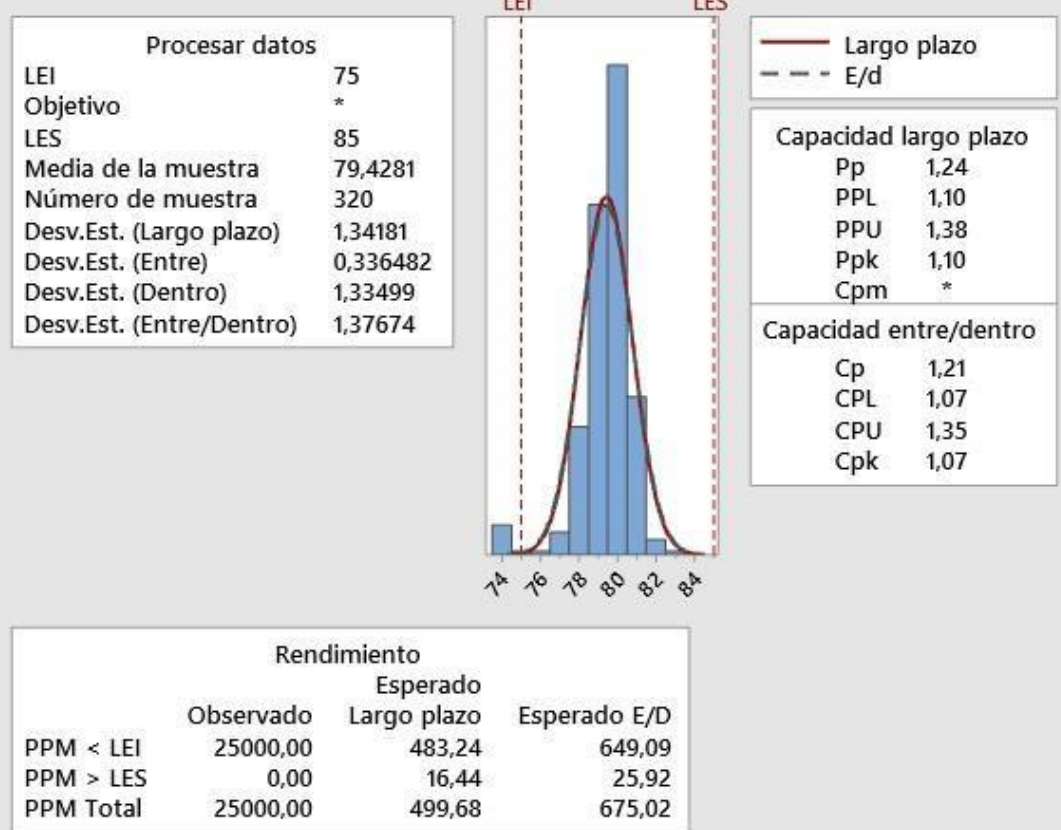 LEI LES
Procesar datos
LEI 75
Objetivo *
LES 85
Media de la muestra 79,4281
Número de muestra 320
Desv.Est. (Largo plazo) 1,34181
Desv.Est. (Entre) 0,336482
Desv.Est. (Dentro) 1,33499
Desv.Est. (Entre/Dentro) 1,37674
74 76 78 80 82 84
Largo plazo
E/d
Capacidad largo plazo
Pp 1,24
PPL 1,10
PPU 1,38
Ppk 1,10
Cpm *
Capacidad entre/dentro
Cp 1,21
CPL 1,07
CPU 1,35
Cpk 1,07
Rendimiento
Esperado
Observado Largo plazo Esperado E/D
PPM < LEI 25000,00 483,24 649,09
PPM > LES 0,00 16,44 25,92
PPM Total 25000,00 499,68 675,02